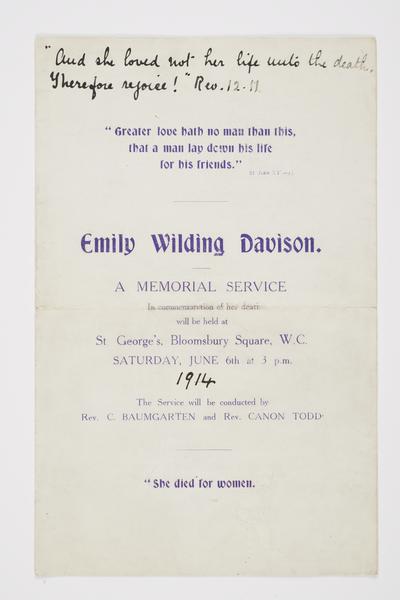 "And she loved not her life unto the death.
Therefore rejoice!" Rev. 12.11
"Greater love hath no man than this,
that a man lay down his life
for his friends."
Emily Wilding Davison.
A MEMORIAL SERVICE
In commemoration of her death
will be held at
St George's, Bloomsbury Square, W.C.
SATURDAY, JUNE 6th at 3 p.m.
1914
The Service will be conducted by
Rev. C. BAUMGARTEN and Rev. CANON TODD
"She died for women.